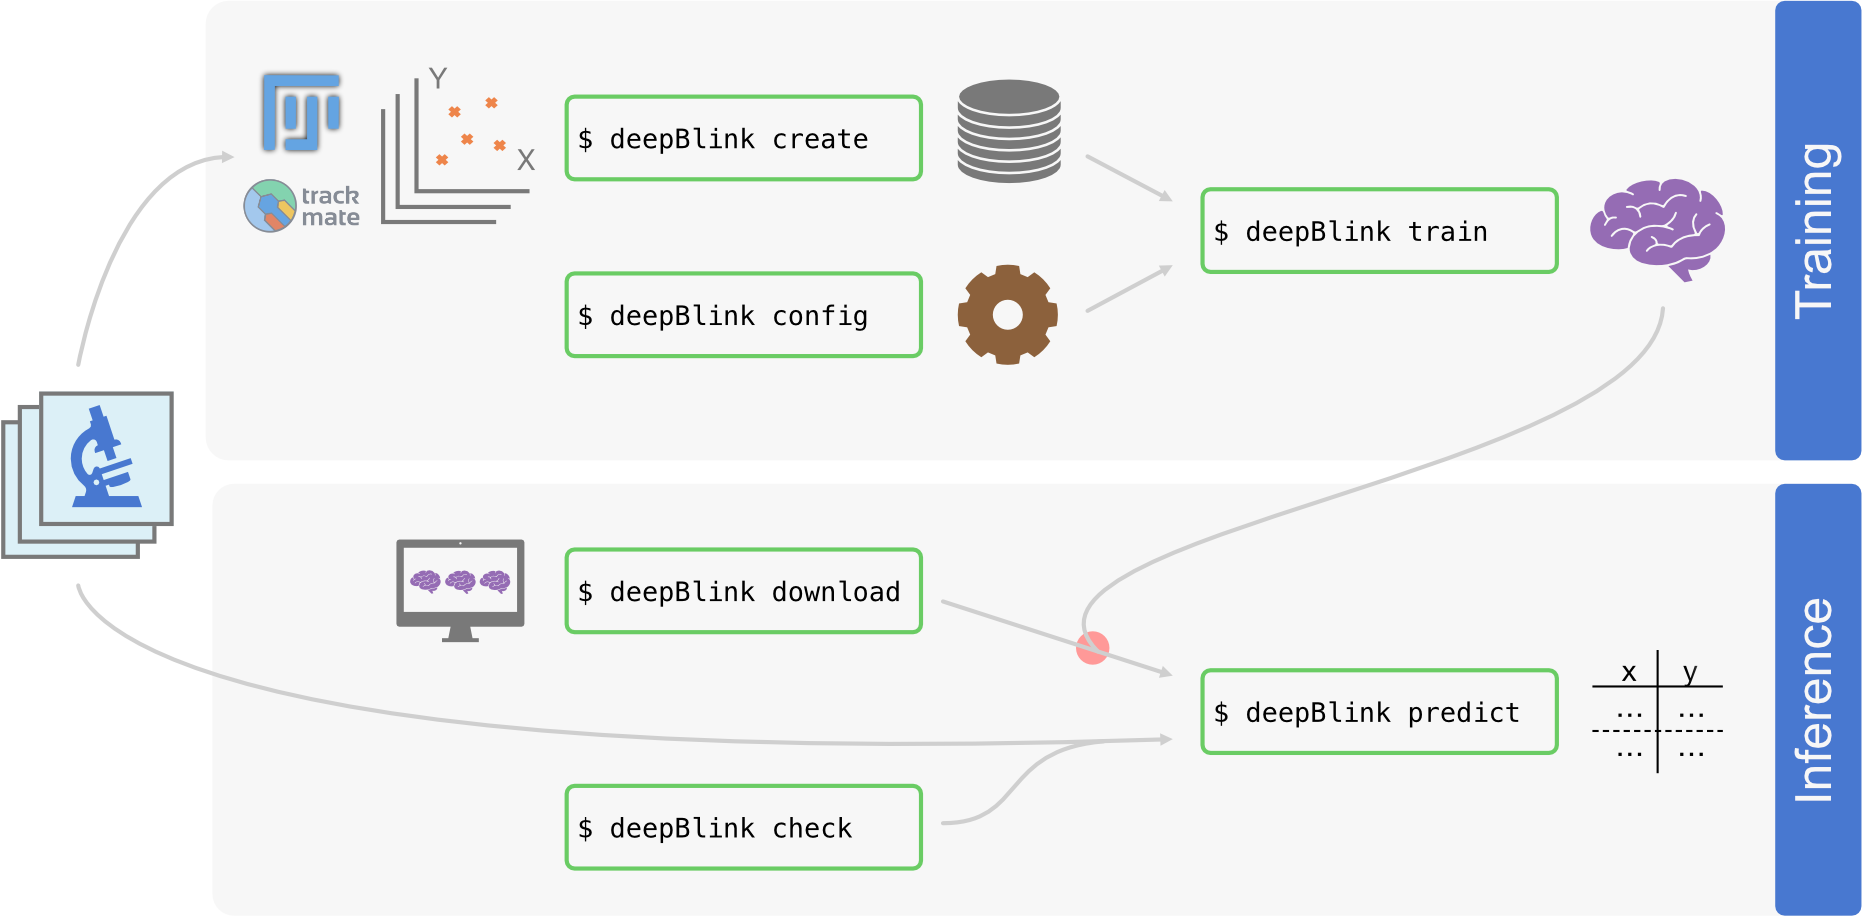 Y
X
track
mate
$ deepBlink create
$ deepBlink config
$ deepBlink train
Training
$ deepBlink download
$ deepBlink predict
$ deepBlink check
x y
... ...
... ...
Inference